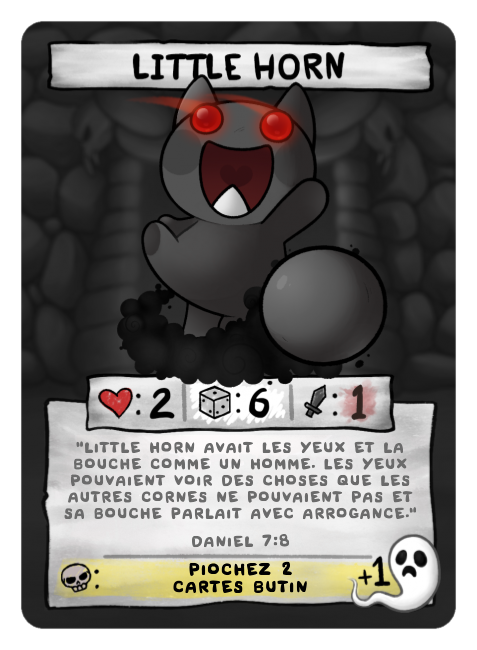 LITTLE HORN
:2 :6 :1
"LITTLE HORN AVAIT LES YEUX ET LA
BOUCHE COMME UN HOMME. LES YEUX
POUVAIENT VOIR DES CHOSES QUE LES
AUTRES CORNES NE POUVAIENT PAS ET
SA BOUCHE PARLAIT AVEC ARROGANCE."
DANIEL 7:8
: PIOCHEZ 2
CARTES BUTIN
+1